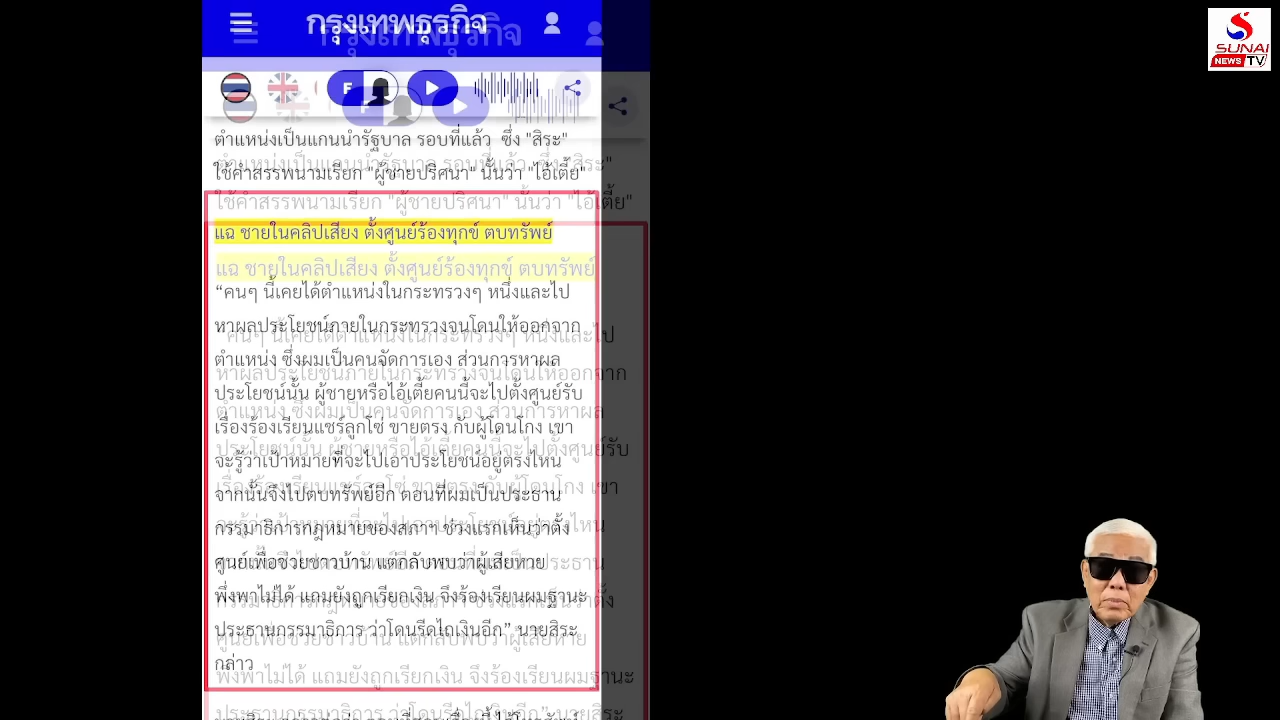 กรุงเทพธุรกิจ
SUNAI
NEWS TV
F
ตำแหน่งเป็นแกนนำรัฐบาล รอบที่แล้ว ซึ่ง "สิระ"
ใช้คำสรรพนามเรียก "ผู้ชายปริศนา" นั้นว่า "ไอ้เตี้ย"
แฉ ชายในคลิปเสียง ตั้งศูนย์ร้องทุกข์ ตบทรัพย์
“คนๆ นี้เคยได้ตำแหน่งในกระทรวงๆ หนึ่งและไป
หาผลประโยชน์ภายในกระทรวงจนโดนให้ออกจาก
ตำแหน่ง ซึ่งผมเป็นคนจัดการเอง ส่วนการหาผล
ประโยชน์นั้น ผู้ชายหรือไอ้เตี้ยคนนี้จะไปตั้งศูนย์รับ
เรื่องร้องเรียนแชร์ลูกโซ่ ขายตรง กับผู้โดนโกง เขา
จะรู้ว่าเป้าหมายที่จะไปเอาประโยชน์อยู่ตรงไหน
จากนั้นจึงไปตบทรัพย์อีก ตอนที่ผมเป็นประธาน
กรรมาธิการกฎหมายของสภาฯ ช่วงแรกเห็นว่าตั้ง
ศูนย์เพื่อช่วยชาวบ้าน แต่กลับพบว่าผู้เสียหาย
พึ่งพาไม่ได้ แถมยังถูกเรียกเงิน จึงร้องเรียนผมฐานะ
ประธานกรรมาธิการ ว่าโดนรีดไถเงินอีก” นายสิระ
กล่าว